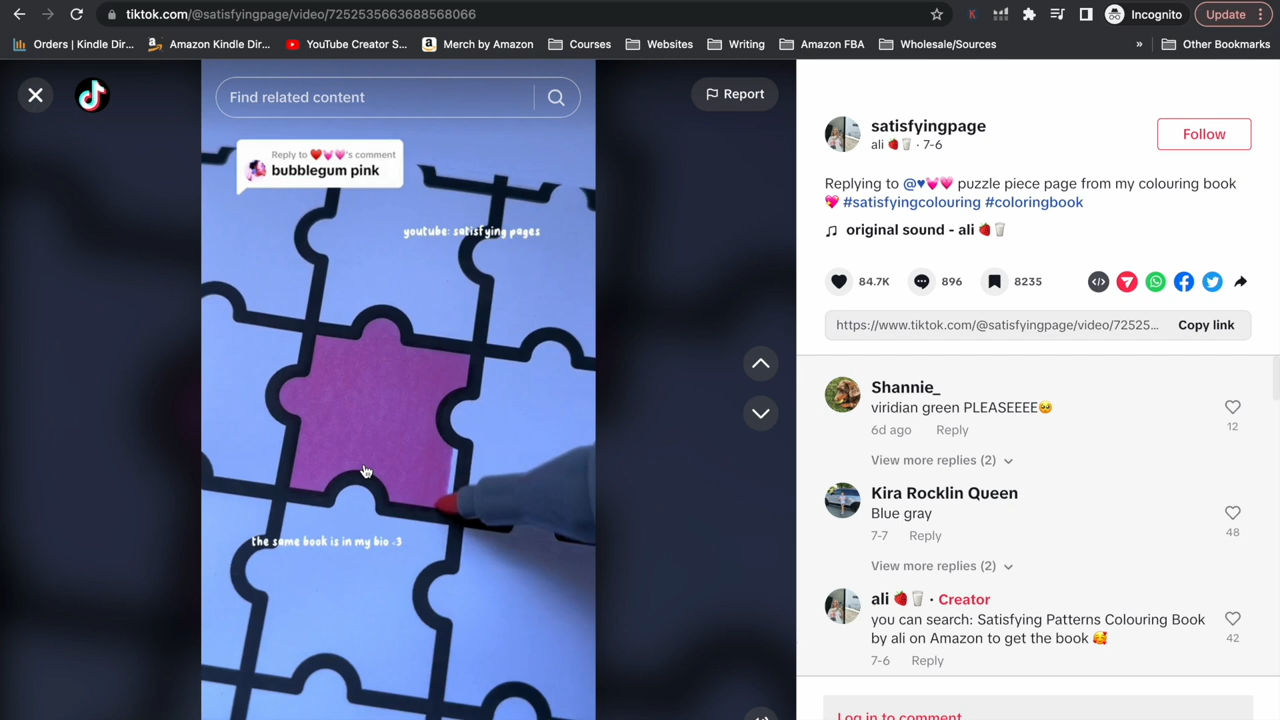 tiktok.com/@satisfyingpage/video/7252535663688568066
Incognito
Update
Orders | Kindle Dir...
Amazon Kindle Dir...
YouTube Creator S...
Merch by Amazon
Courses
Websites
Writing
Amazon FBA
Wholesale/Sources
»
Other Bookmarks
Find related content
Report
Reply to ❤️💓💗's comment
bubblegum pink
youtube: satisfying pages
the same book is in my bio <3
satisfyingpage
ali 🍓🥛 · 7-6
Follow
Replying to @♥️💓💗 puzzle piece page from my colouring book
💖 #satisfyingcolouring #coloringbook
♫ original sound - ali 🍓🥛
84.7K
896
8235
https://www.tiktok.com/@satisfyingpage/video/72525...
Copy link
Shannie_
viridian green PLEASEEEE🥹
6d ago Reply
12
View more replies (2)
Kira Rocklin Queen
Blue gray
7-7 Reply
48
View more replies (2)
ali 🍓🥛 · Creator
you can search: Satisfying Patterns Colouring Book
by ali on Amazon to get the book 🥰
7-6 Reply
42
Log in to comment